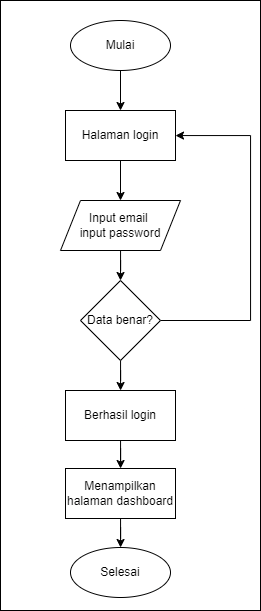 Mulai
Halaman login
Input email
input password
Data benar?
Berhasil login
Menampilkan
halaman dashboard
Selesai